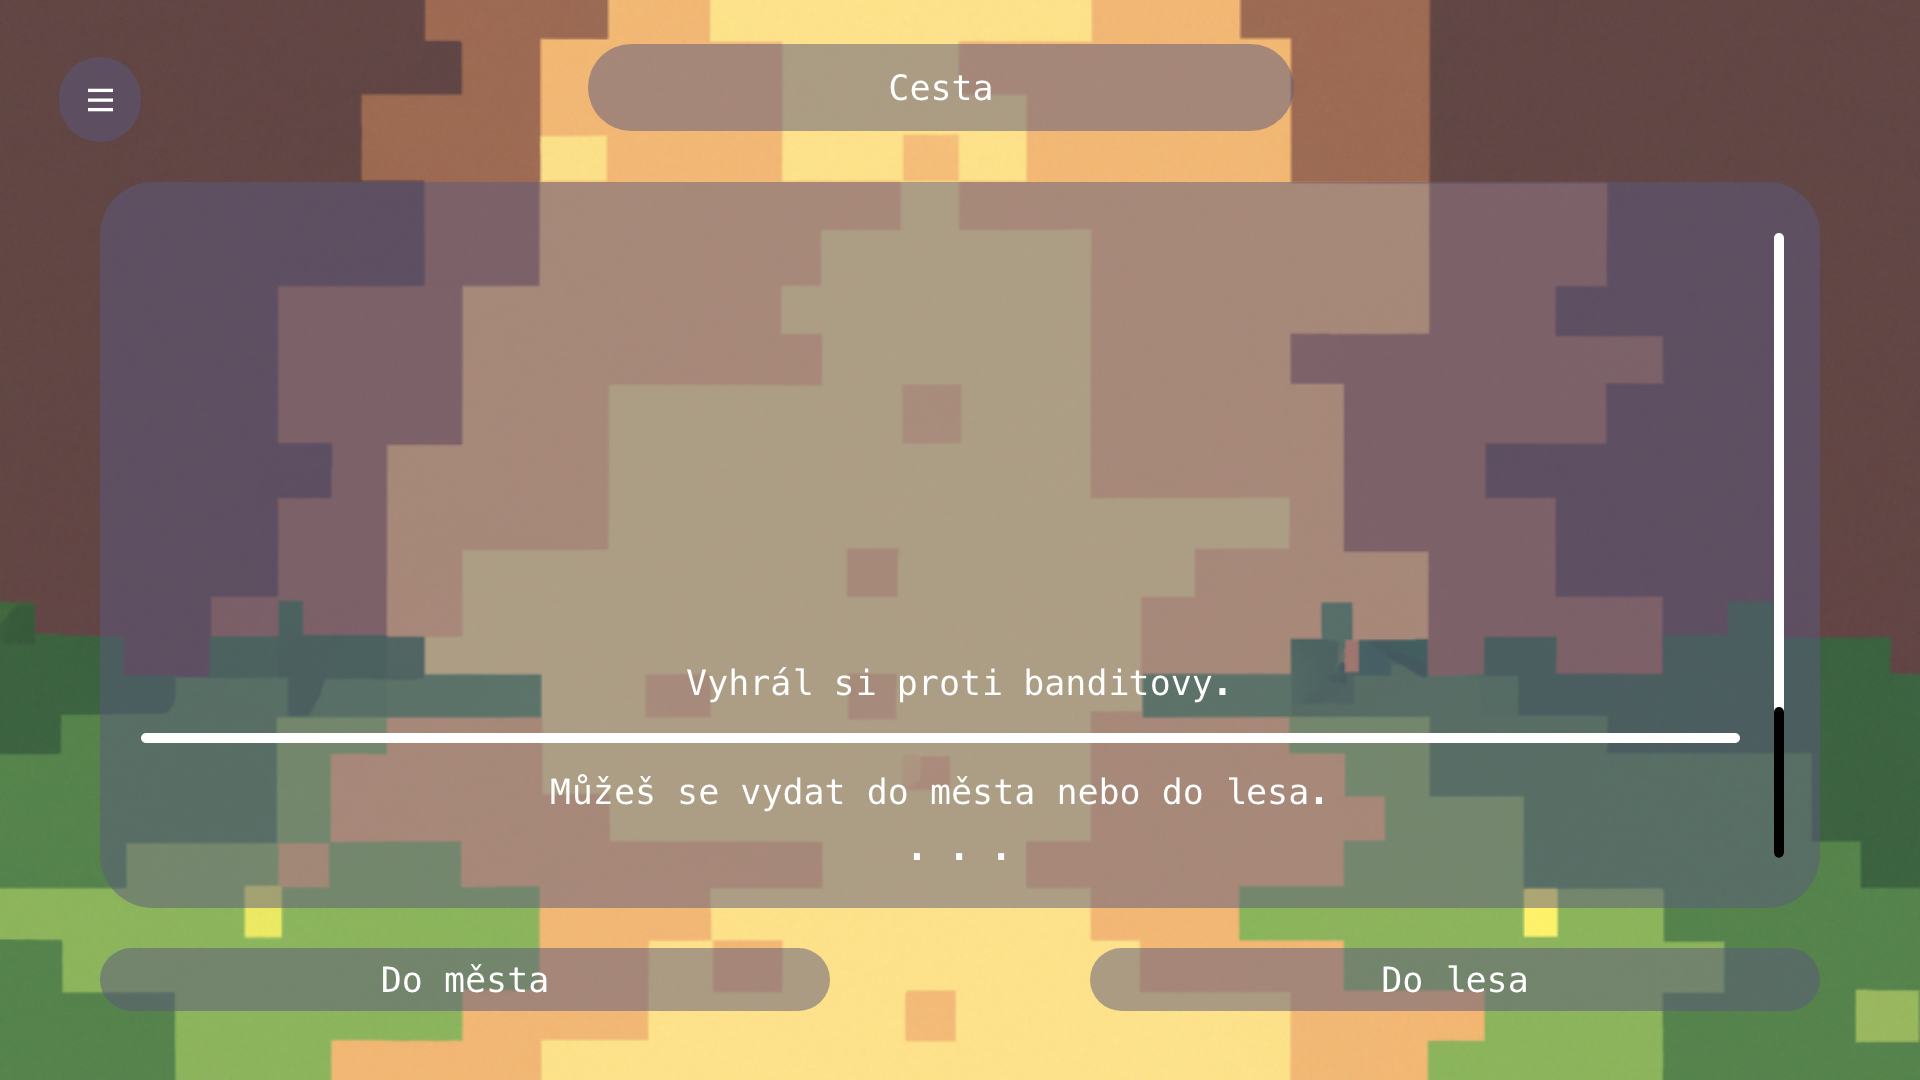 Cesta
Vyhrál si proti banditovy.
Můžeš se vydat do města nebo do lesa.
. . .
Do města
Do lesa